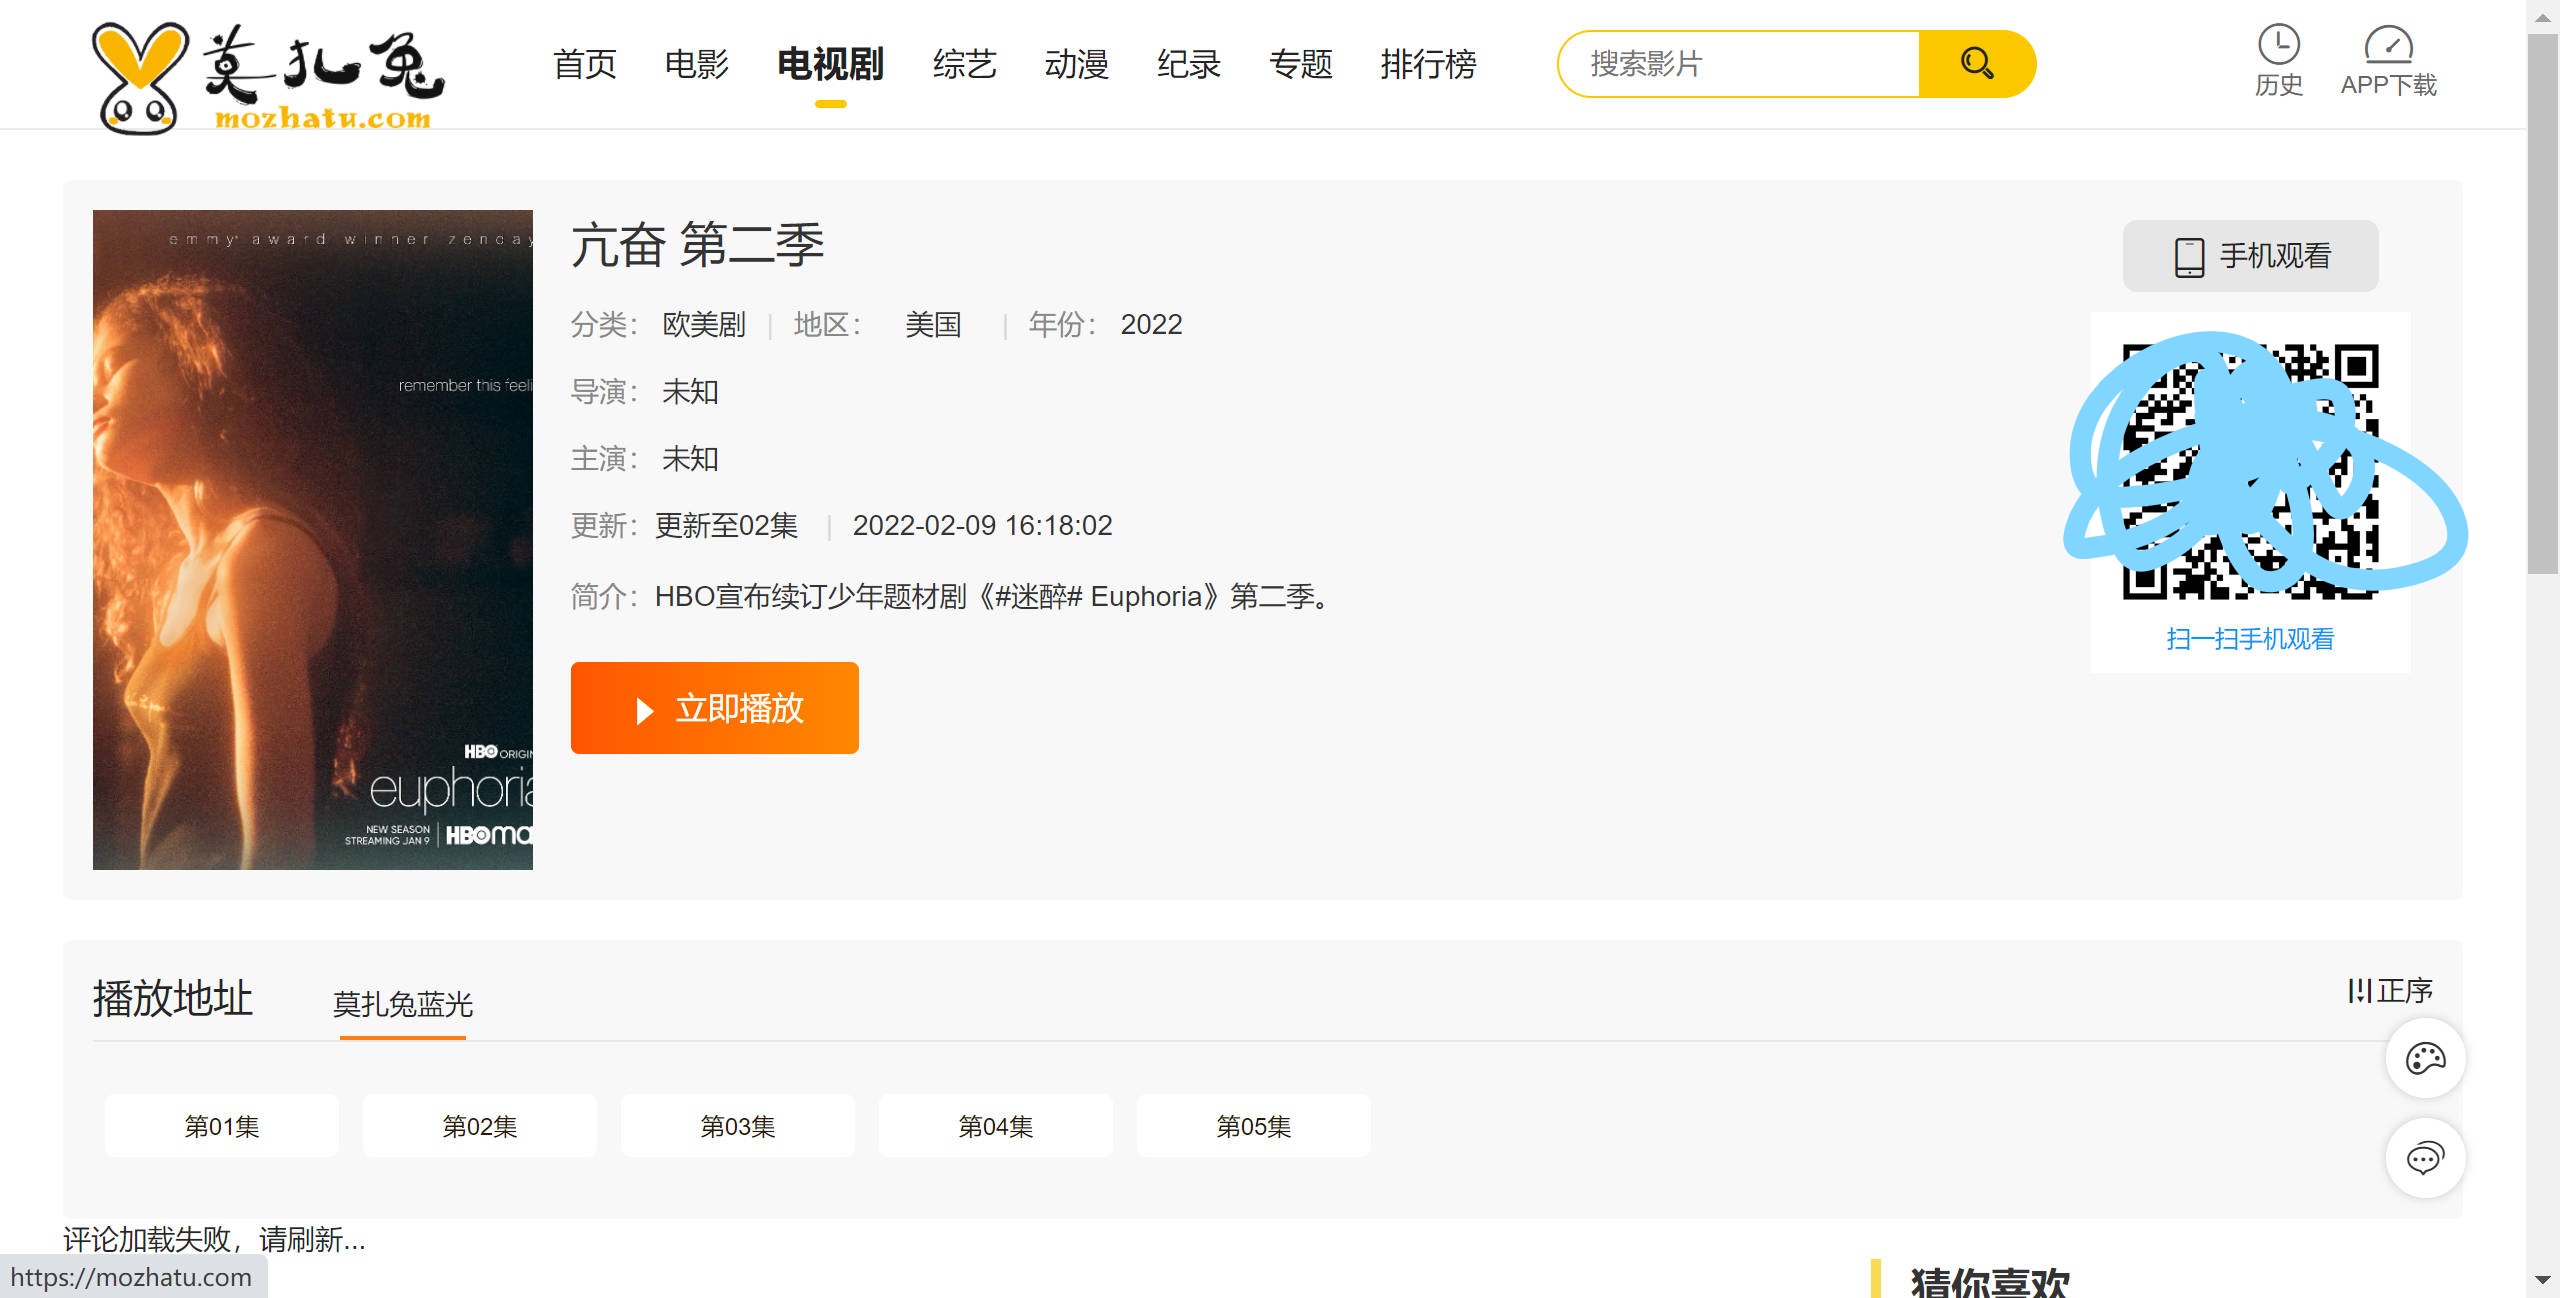 莫扎兔
mozhatu.com
首页 电影 电视剧 综艺 动漫 纪录 专题 排行榜
搜索影片
历史
APP下载
emmy award winner zenday
remember this feeli
HBO ORIGIN
euphoria
NEW SEASON
STREAMING JAN 9
HBOma
亢奋 第二季
分类： 欧美剧 | 地区： 美国 | 年份： 2022
导演： 未知
主演： 未知
更新： 更新至02集 | 2022-02-09 16:18:02
简介： HBO宣布续订少年题材剧《#迷醉# Euphoria》第二季。
立即播放
手机观看
扫一扫手机观看
播放地址 莫扎兔蓝光
正序
第01集 第02集 第03集 第04集 第05集
评论加载失败，请刷新...
猜你喜欢
https://mozhatu.com